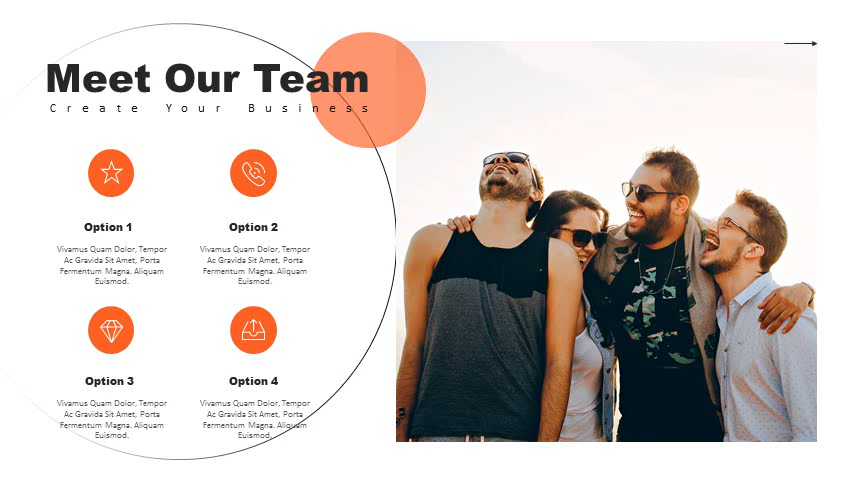 Meet Our Team
Create Your Business
Option 1
Vivamus Quam Dolor, Tempor
Ac Gravida Sit Amet, Porta
Fermentum Magna. Aliquam
Euismod.
Option 2
Vivamus Quam Dolor, Tempor
Ac Gravida Sit Amet, Porta
Fermentum Magna. Aliquam
Euismod.
Option 3
Vivamus Quam Dolor, Tempor
Ac Gravida Sit Amet, Porta
Fermentum Magna. Aliquam
Euismod.
Option 4
Vivamus Quam Dolor, Tempor
Ac Gravida Sit Amet, Porta
Fermentum Magna. Aliquam
Euismod.